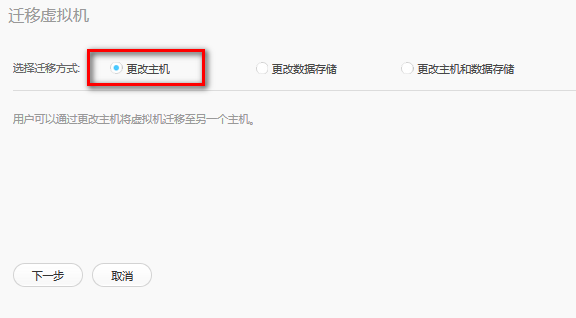 迁移虚拟机
选择迁移方式: 更改主机 更改数据存储 更改主机和数据存储
用户可以通过更改主机将虚拟机迁移至另一个主机。
下一步 取消